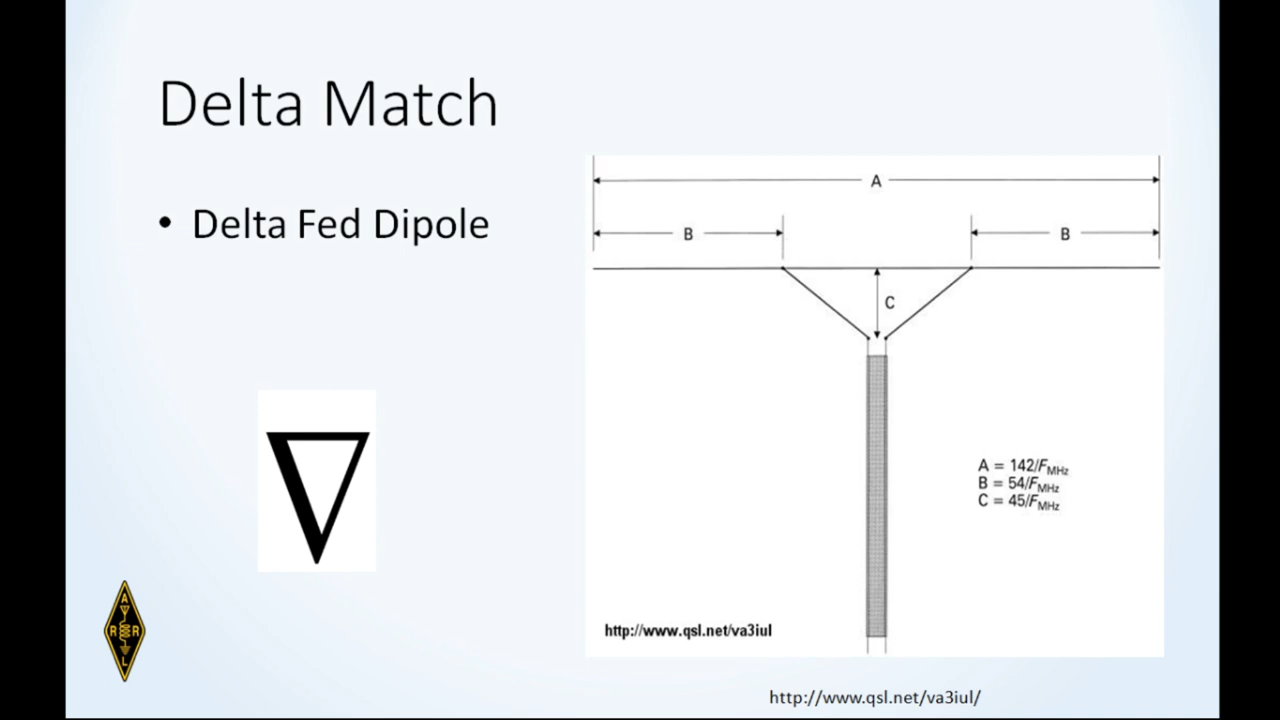 Delta Match
• Delta Fed Dipole
A
B
B
C
A = 142/FMHz
B = 54/FMHz
C = 45/FMHz
http://www.qsl.net/va3iul
A
R R
L
http://www.qsl.net/va3iul/